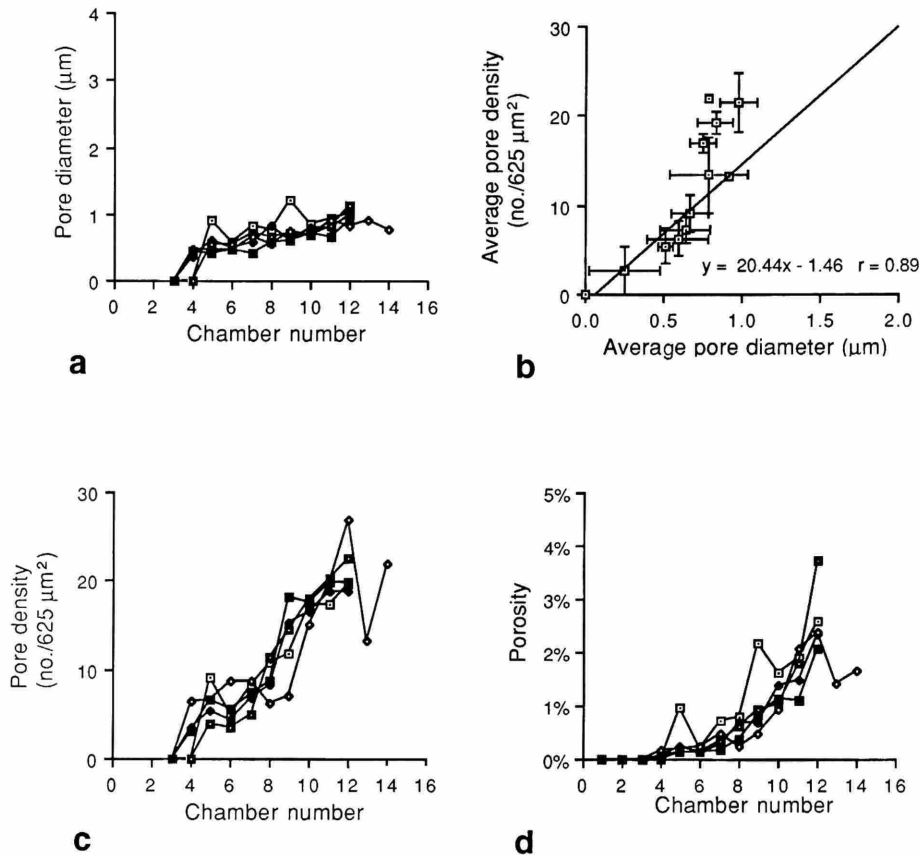 4
3
2
1
0
Pore diameter (µm)
0 2 4 6 8 10 12 14 16
Chamber number
a
30
20
10
0
Average pore density
(no./625 µm²)
y = 20.44x - 1.46 r = 0.89
0.0 0.5 1.0 1.5 2.0
Average pore diameter (µm)
b
30
20
10
0
Pore density
(no./625 µm²)
0 2 4 6 8 10 12 14 16
Chamber number
c
5%
4%
3%
2%
1%
0%
Porosity
0 2 4 6 8 10 12 14 16
Chamber number
d